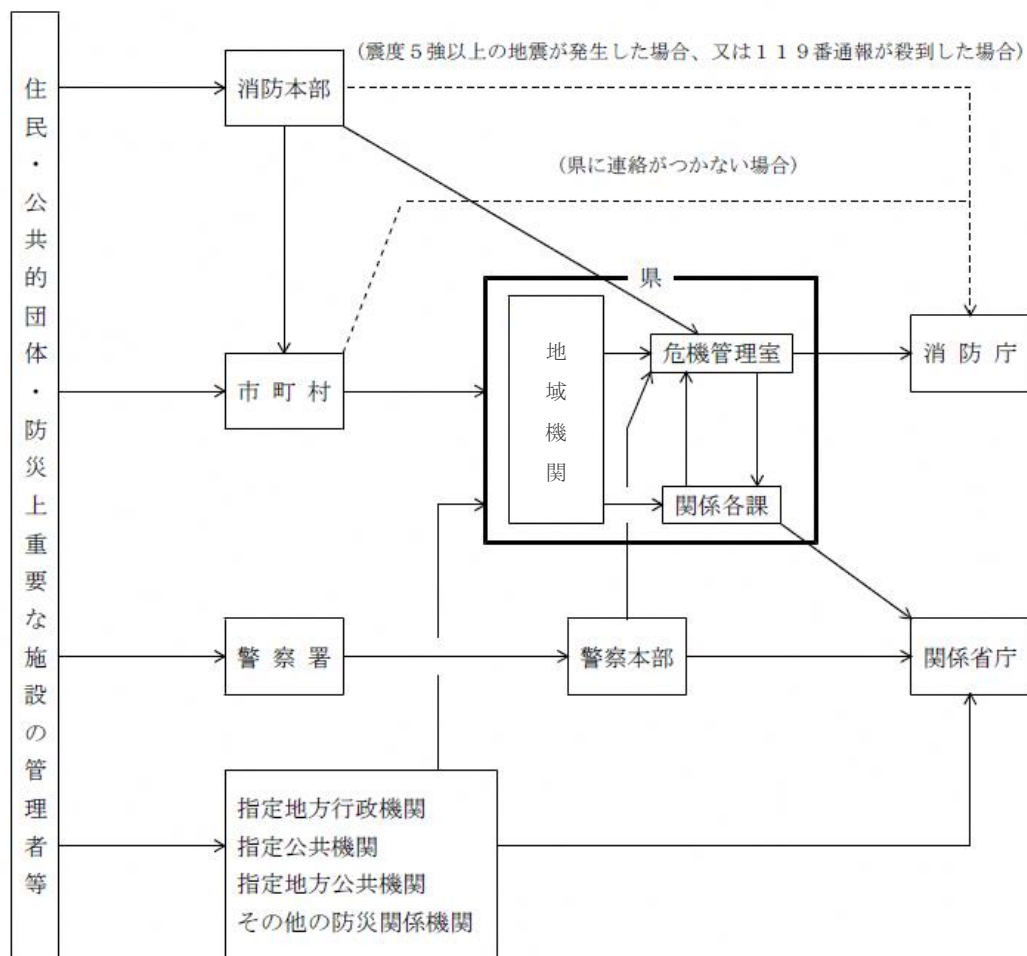 住民・公共的団体・防災上重要な施設の管理者等
(震度５強以上の地震が発生した場合、又は１１９番通報が殺到した場合)
消防本部
(県に連絡がつかない場合)
県
地域機関
危機管理室
消防庁
市町村
関係各課
警察署
警察本部
関係省庁
指定地方行政機関
指定公共機関
指定地方公共機関
その他の防災関係機関